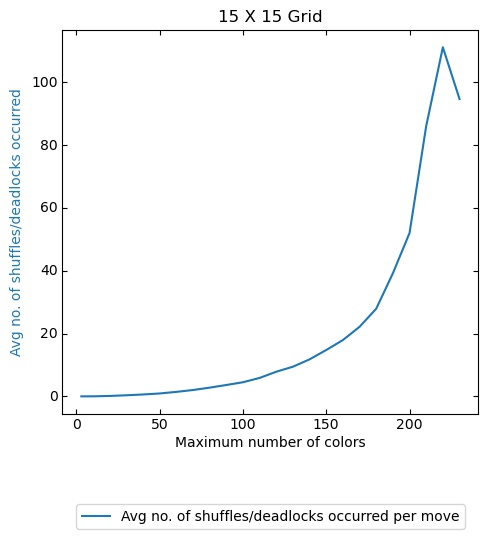 15 X 15 Grid
Avg no. of shuffles/deadlocks occurred
100
80
60
40
20
0
0 50 100 150 200
Maximum number of colors
Avg no. of shuffles/deadlocks occurred per move